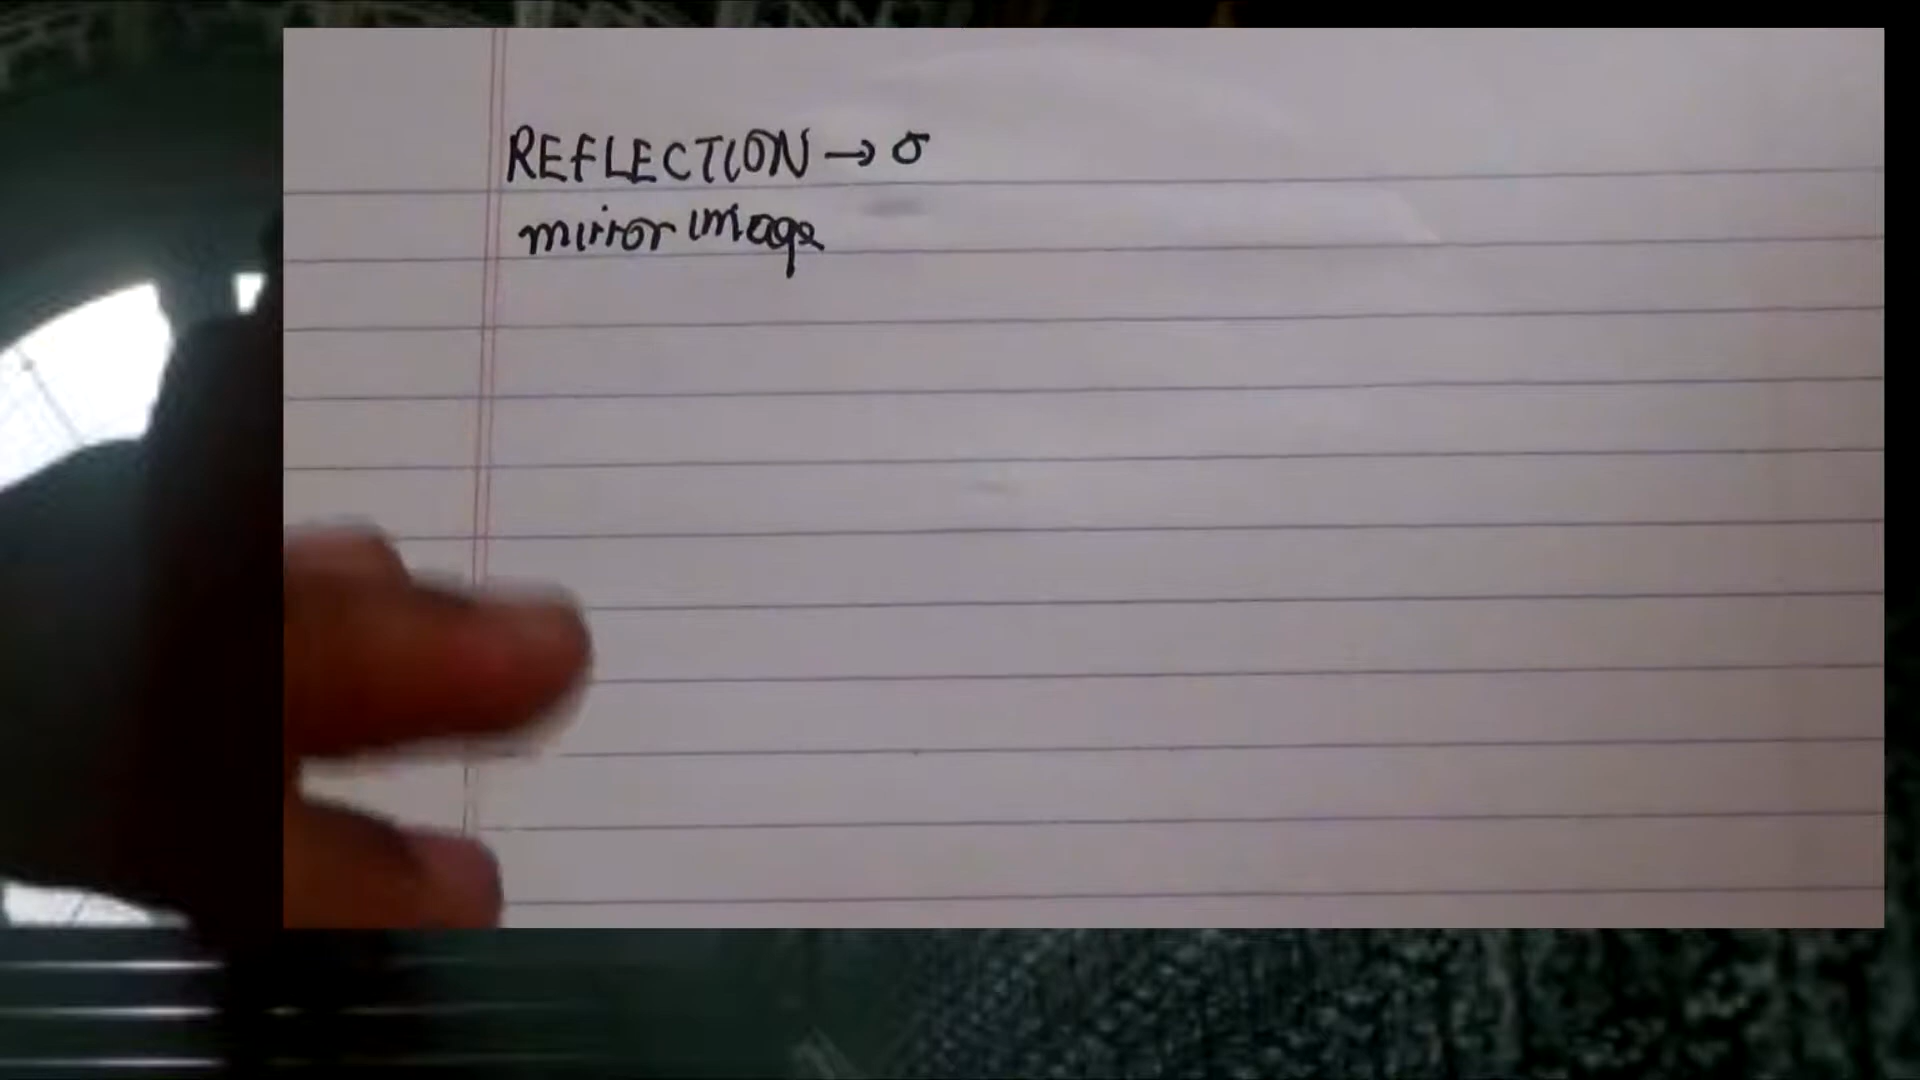 REFLECTION → σ
mirror image